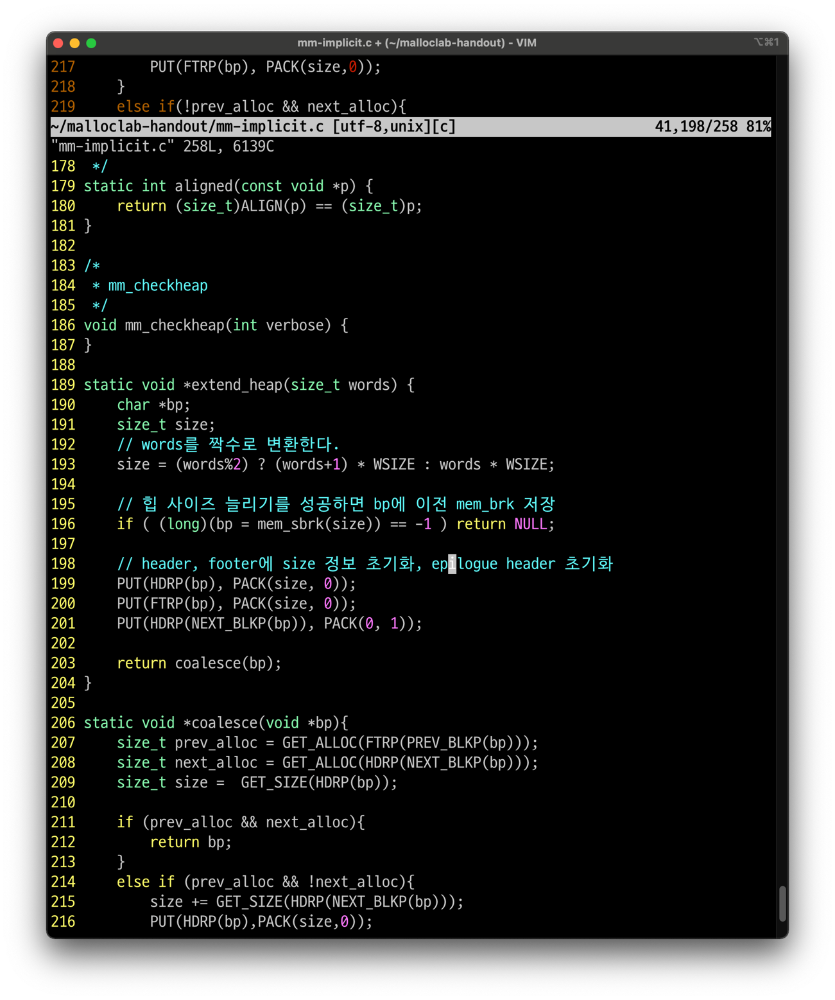 mm-implicit.c + (~/malloclab-handout) - VIM
⌥⌘1
217         PUT(FTRP(bp), PACK(size,0));
218     }
219     else if(!prev_alloc && next_alloc){
~/malloclab-handout/mm-implicit.c [utf-8,unix][c]                        41,198/258 81%
"mm-implicit.c" 258L, 6139C
178  */
179 static int aligned(const void *p) {
180     return (size_t)ALIGN(p) == (size_t)p;
181 }
182
183 /*
184  * mm_checkheap
185  */
186 void mm_checkheap(int verbose) {
187 }
188
189 static void *extend_heap(size_t words) {
190     char *bp;
191     size_t size;
192     // words를 짝수로 변환한다.
193     size = (words%2) ? (words+1) * WSIZE : words * WSIZE;
194
195     // 힙 사이즈 늘리기를 성공하면 bp에 이전 mem_brk 저장
196     if ( (long)(bp = mem_sbrk(size)) == -1 ) return NULL;
197
198     // header, footer에 size 정보 초기화, epilogue header 초기화
199     PUT(HDRP(bp), PACK(size, 0));
200     PUT(FTRP(bp), PACK(size, 0));
201     PUT(HDRP(NEXT_BLKP(bp)), PACK(0, 1));
202
203     return coalesce(bp);
204 }
205
206 static void *coalesce(void *bp){
207     size_t prev_alloc = GET_ALLOC(FTRP(PREV_BLKP(bp)));
208     size_t next_alloc = GET_ALLOC(HDRP(NEXT_BLKP(bp)));
209     size_t size =  GET_SIZE(HDRP(bp));
210
211     if (prev_alloc && next_alloc){
212         return bp;
213     }
214     else if (prev_alloc && !next_alloc){
215         size += GET_SIZE(HDRP(NEXT_BLKP(bp)));
216         PUT(HDRP(bp),PACK(size,0));